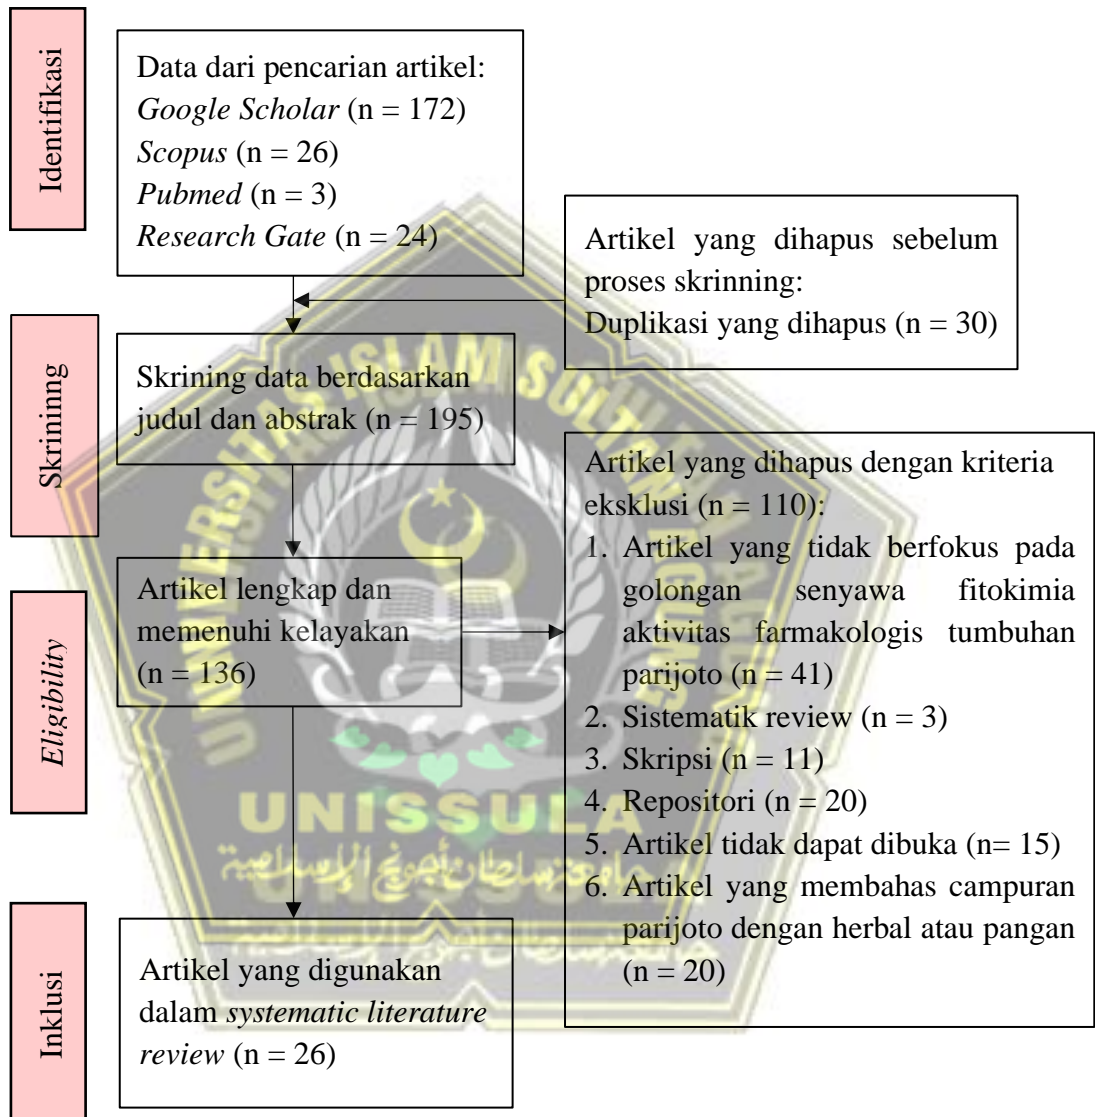 Identifikasi
Data dari pencarian artikel:
Google Scholar (n = 172)
Scopus (n = 26)
Pubmed (n = 3)
Research Gate (n = 24)
Artikel yang dihapus sebelum
proses skrinning:
Duplikasi yang dihapus (n = 30)
Skrininng
Skrining data berdasarkan
judul dan abstrak (n = 195)
Eligibility
Artikel lengkap dan
memenuhi kelayakan
(n = 136)
Artikel yang dihapus dengan kriteria
eksklusi (n = 110):
1. Artikel yang tidak berfokus pada
golongan senyawa fitokimia
aktivitas farmakologis tumbuhan
parijoto (n = 41)
2. Sistematik review (n = 3)
3. Skripsi (n = 11)
4. Repositori (n = 20)
5. Artikel tidak dapat dibuka (n= 15)
6. Artikel yang membahas campuran
parijoto dengan herbal atau pangan
(n = 20)
Inklusi
Artikel yang digunakan
dalam systematic literature
review (n = 26)
UNIVERSITAS ISLAM SULTAN AGUNG
UNISSULA